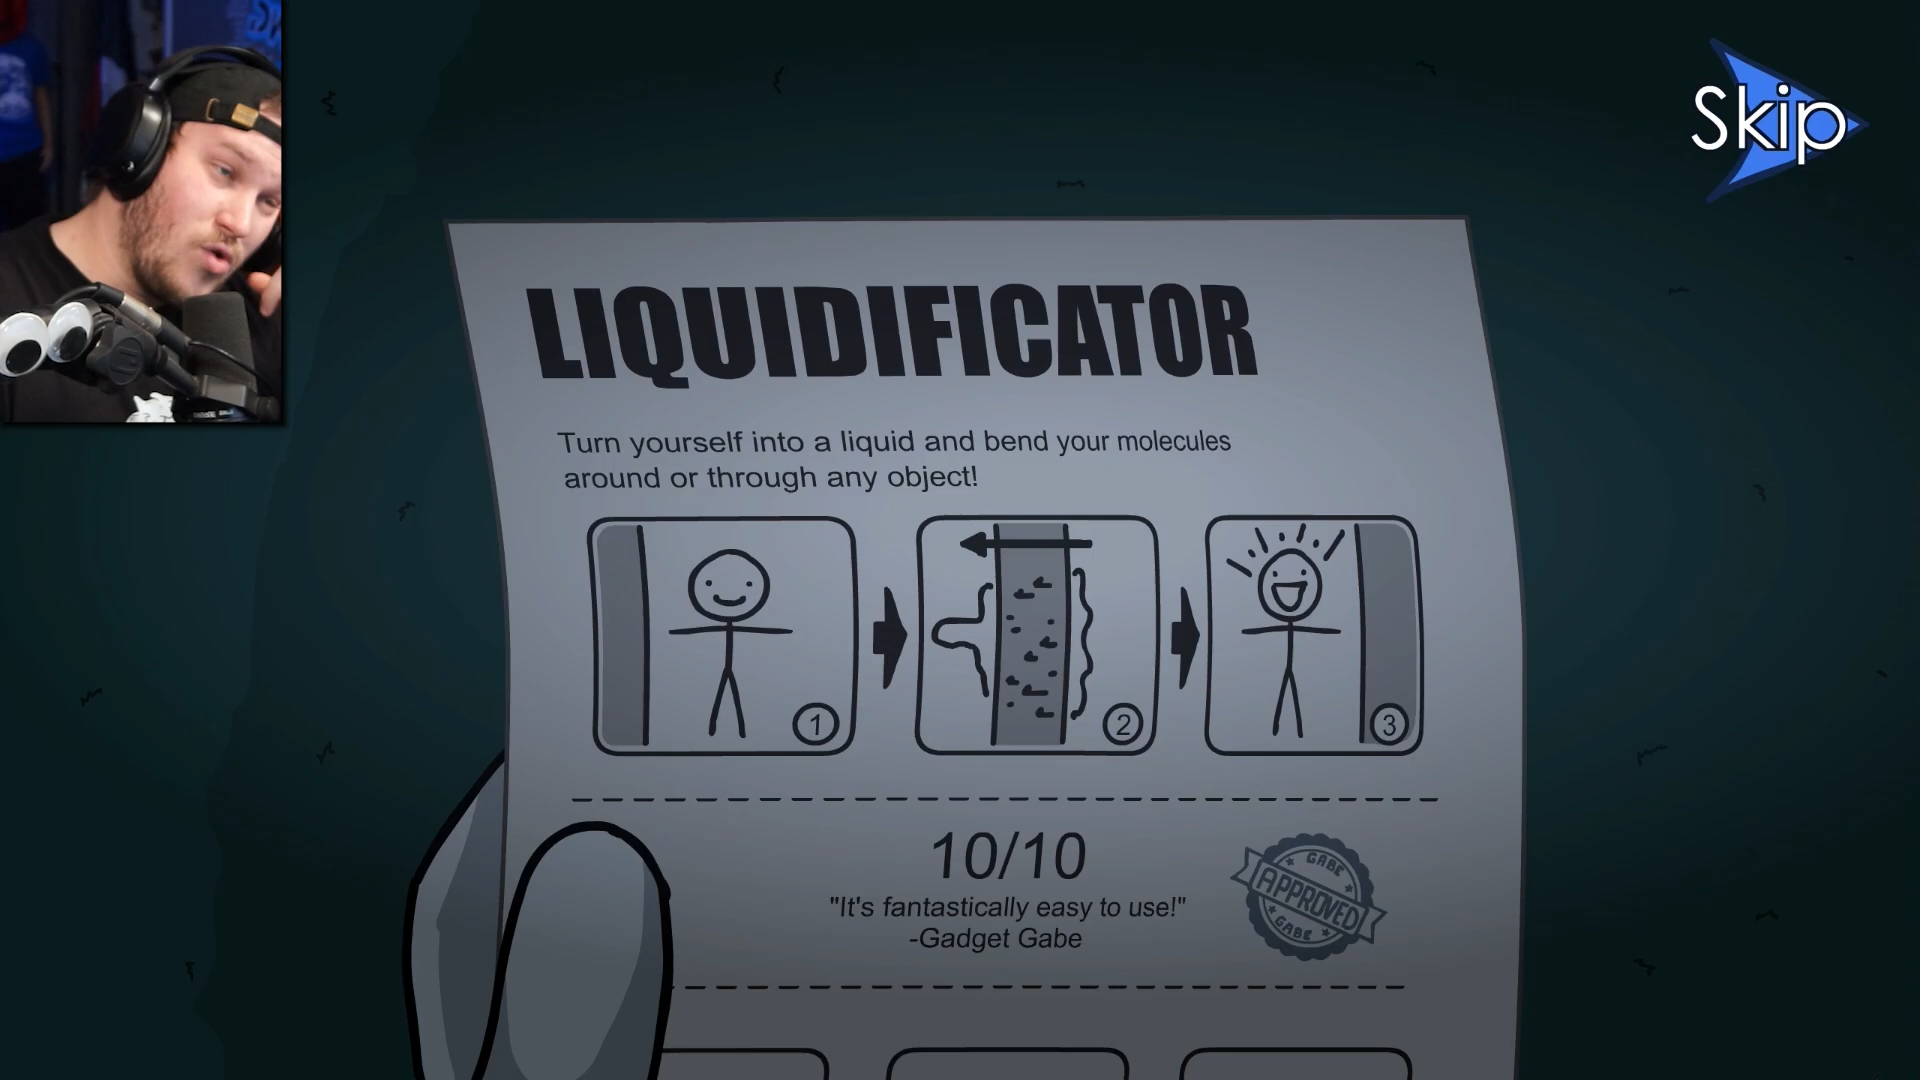 Skip
LIQUIDIFICATOR
Turn yourself into a liquid and bend your molecules
around or through any object!
1
2
3
10/10
"It's fantastically easy to use!"
-Gadget Gabe
GABE
APPROVED
GABE